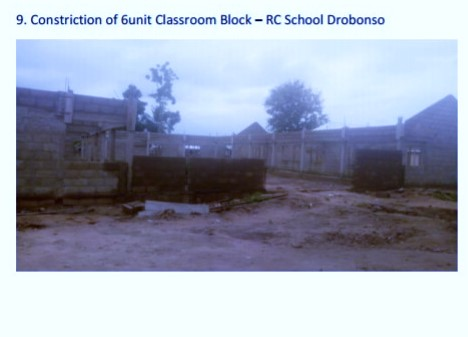 9. Constriction of 6unit Classroom Block – RC School Drobonso